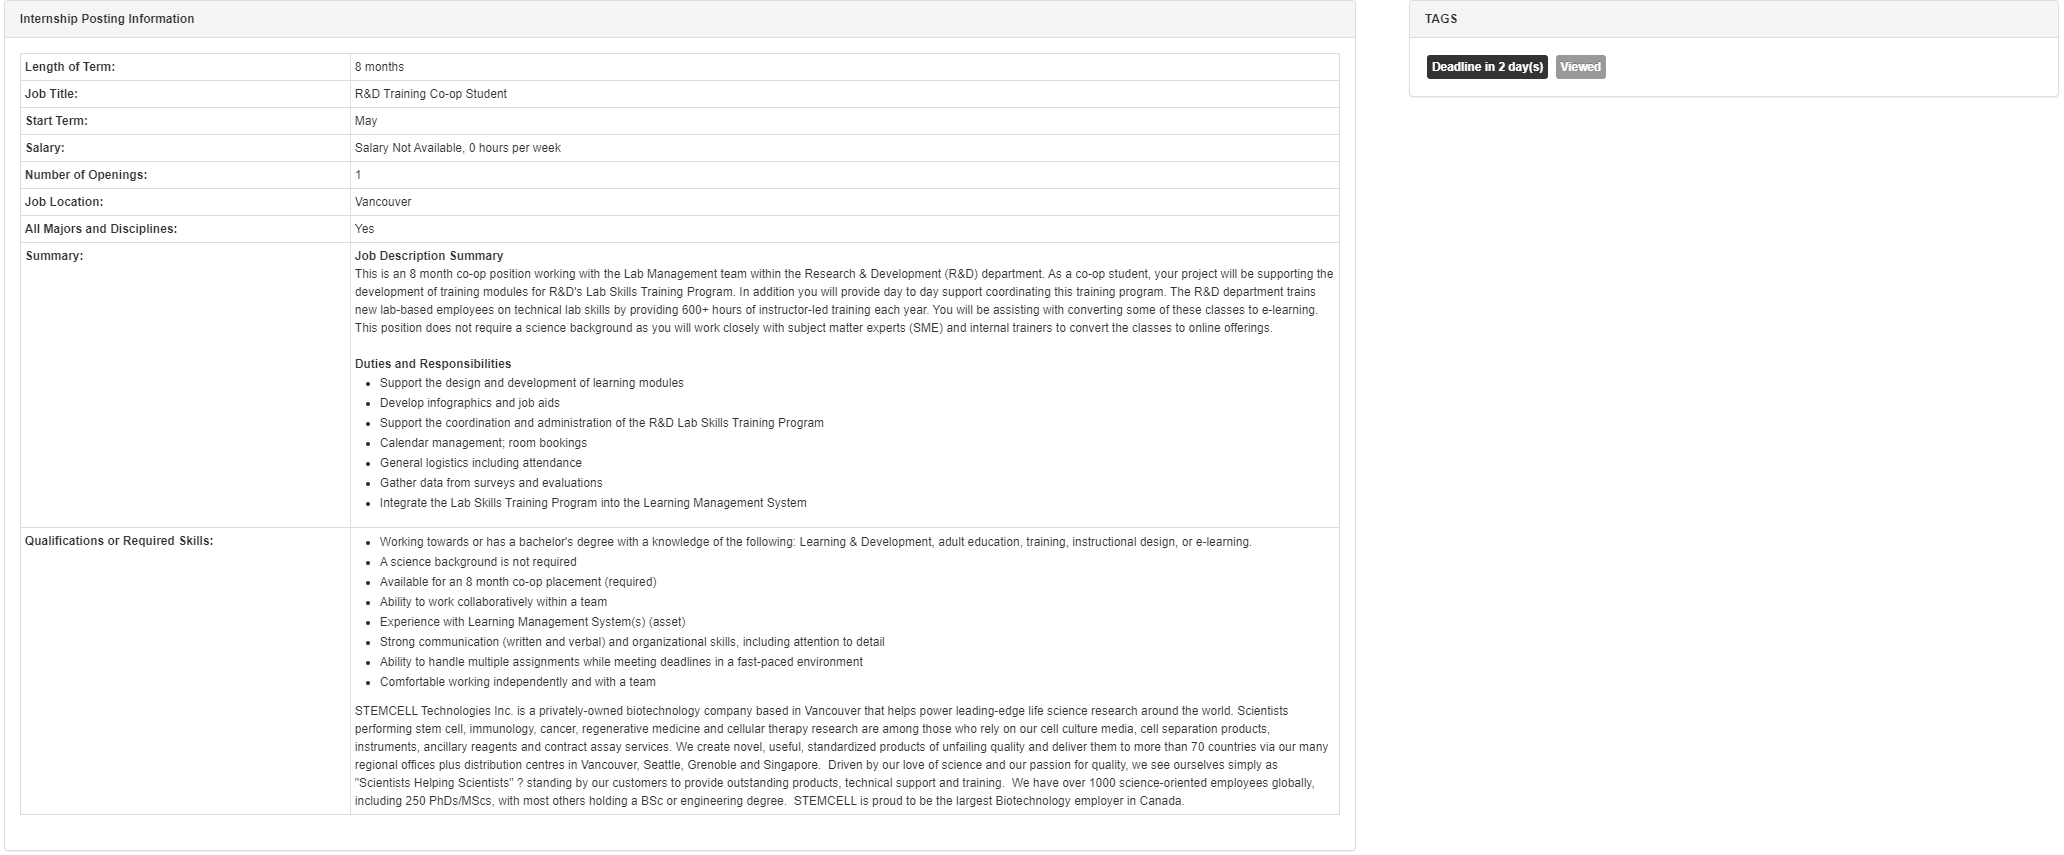 Internship Posting Information
Length of Term: 8 months
Job Title: R&D Training Co-op Student
Start Term: May
Salary: Salary Not Available, 0 hours per week
Number of Openings: 1
Job Location: Vancouver
All Majors and Disciplines: Yes
Summary: Job Description Summary
This is an 8 month co-op position working with the Lab Management team within the Research & Development (R&D) department. As a co-op student, your project will be supporting the
development of training modules for R&D's Lab Skills Training Program. In addition you will provide day to day support coordinating this training program. The R&D department trains
new lab-based employees on technical lab skills by providing 600+ hours of instructor-led training each year. You will be assisting with converting some of these classes to e-learning.
This position does not require a science background as you will work closely with subject matter experts (SME) and internal trainers to convert the classes to online offerings.
Duties and Responsibilities
• Support the design and development of learning modules
• Develop infographics and job aids
• Support the coordination and administration of the R&D Lab Skills Training Program
• Calendar management; room bookings
• General logistics including attendance
• Gather data from surveys and evaluations
• Integrate the Lab Skills Training Program into the Learning Management System
Qualifications or Required Skills:
• Working towards or has a bachelor's degree with a knowledge of the following: Learning & Development, adult education, training, instructional design, or e-learning.
• A science background is not required
• Available for an 8 month co-op placement (required)
• Ability to work collaboratively within a team
• Experience with Learning Management System(s) (asset)
• Strong communication (written and verbal) and organizational skills, including attention to detail
• Ability to handle multiple assignments while meeting deadlines in a fast-paced environment
• Comfortable working independently and with a team
STEMCELL Technologies Inc. is a privately-owned biotechnology company based in Vancouver that helps power leading-edge life science research around the world. Scientists
performing stem cell, immunology, cancer, regenerative medicine and cellular therapy research are among those who rely on our cell culture media, cell separation products,
instruments, ancillary reagents and contract assay services. We create novel, useful, standardized products of unfailing quality and deliver them to more than 70 countries via our many
regional offices plus distribution centres in Vancouver, Seattle, Grenoble and Singapore.  Driven by our love of science and our passion for quality, we see ourselves simply as
"Scientists Helping Scientists" ? standing by our customers to provide outstanding products, technical support and training.  We have over 1000 science-oriented employees globally,
including 250 PhDs/MScs, with most others holding a BSc or engineering degree.  STEMCELL is proud to be the largest Biotechnology employer in Canada.
TAGS
Deadline in 2 day(s) Viewed